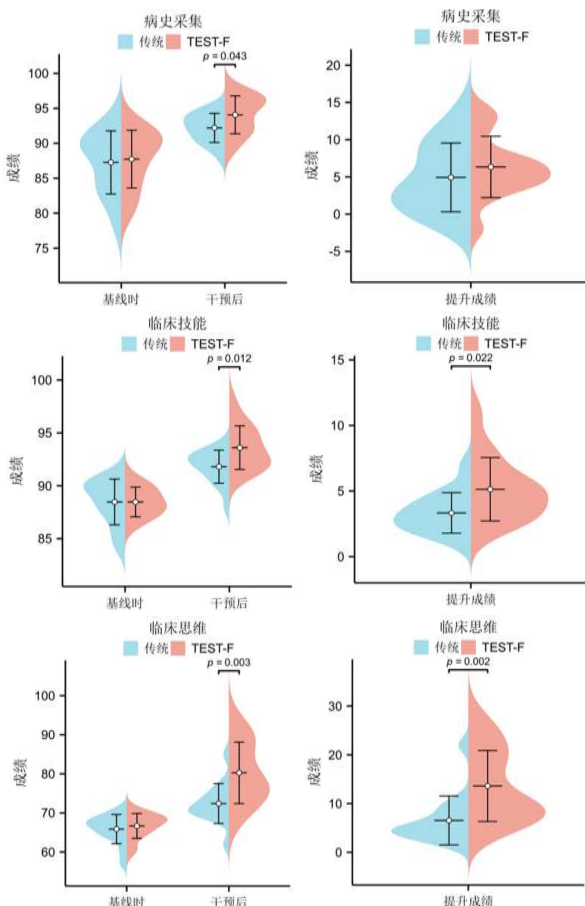 病史采集
传统 TEST-F
p = 0.043
100
95
90
85
80
75
成绩
基线时 干预后
病史采集
传统 TEST-F
20
15
10
5
0
-5
成绩
提升成绩
临床技能
传统 TEST-F
p = 0.012
100
95
90
85
成绩
基线时 干预后
临床技能
传统 TEST-F
p = 0.022
15
10
5
0
成绩
提升成绩
临床思维
传统 TEST-F
p = 0.003
100
90
80
70
60
成绩
基线时 干预后
临床思维
传统 TEST-F
p = 0.002
30
20
10
0
成绩
提升成绩